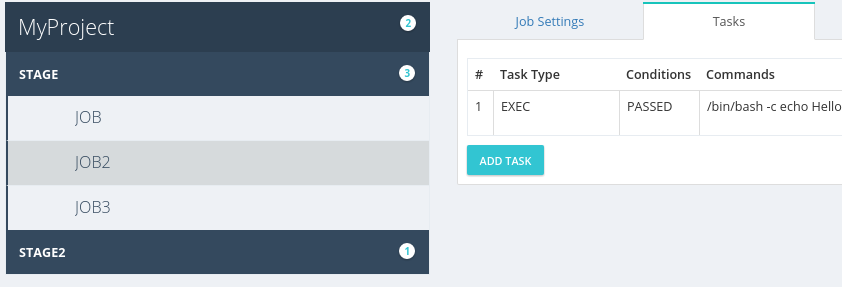 MyProject 2
STAGE 3
JOB
JOB2
JOB3
STAGE2 1
Job Settings Tasks
# Task Type Conditions Commands
1 EXEC PASSED /bin/bash -c echo Hello
ADD TASK